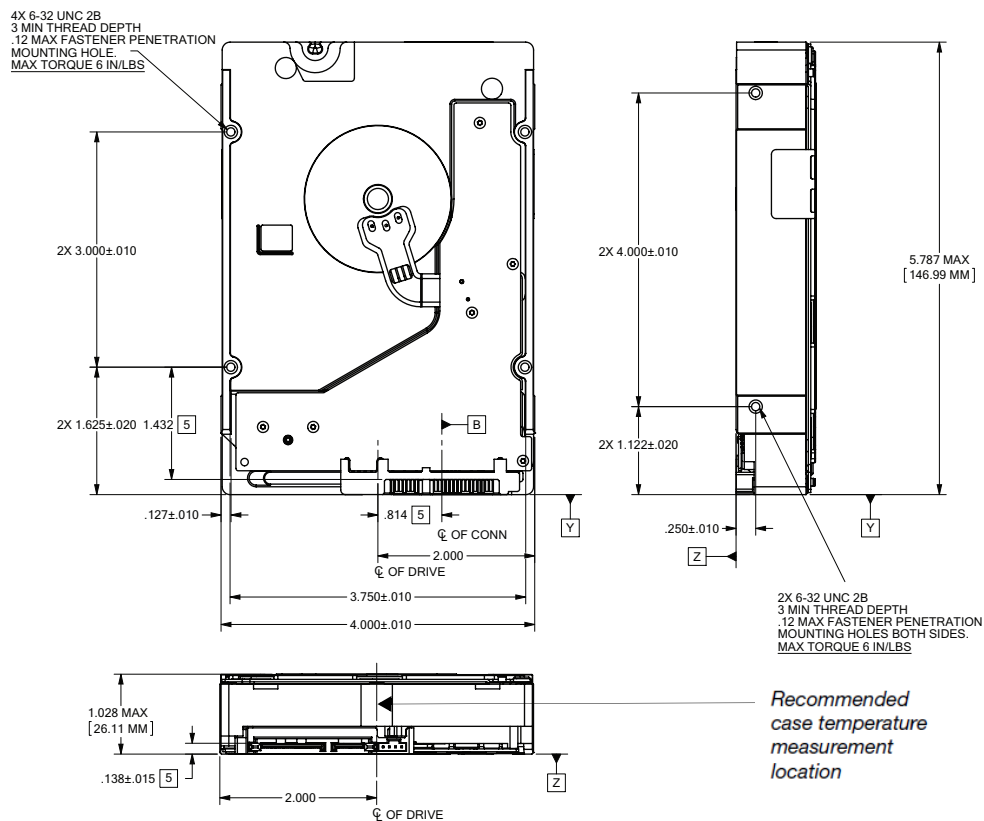 4X 6-32 UNC 2B
3 MIN THREAD DEPTH
.12 MAX FASTENER PENETRATION
MOUNTING HOLE.
MAX TORQUE 6 IN/LBS
2X 3.000±.010
2X 4.000±.010
5.787 MAX
[146.99 MM]
2X 1.625±.020
1.432 5
B
2X 1.122±.020
.127±.010
.814 5
Y
℄ OF CONN
2.000
℄ OF DRIVE
3.750±.010
4.000±.010
.250±.010
Y
Z
2X 6-32 UNC 2B
3 MIN THREAD DEPTH
.12 MAX FASTENER PENETRATION
MOUNTING HOLES BOTH SIDES.
MAX TORQUE 6 IN/LBS
1.028 MAX
[26.11 MM]
.138±.015 5
2.000
℄ OF DRIVE
Z
Recommended
case temperature
measurement
location